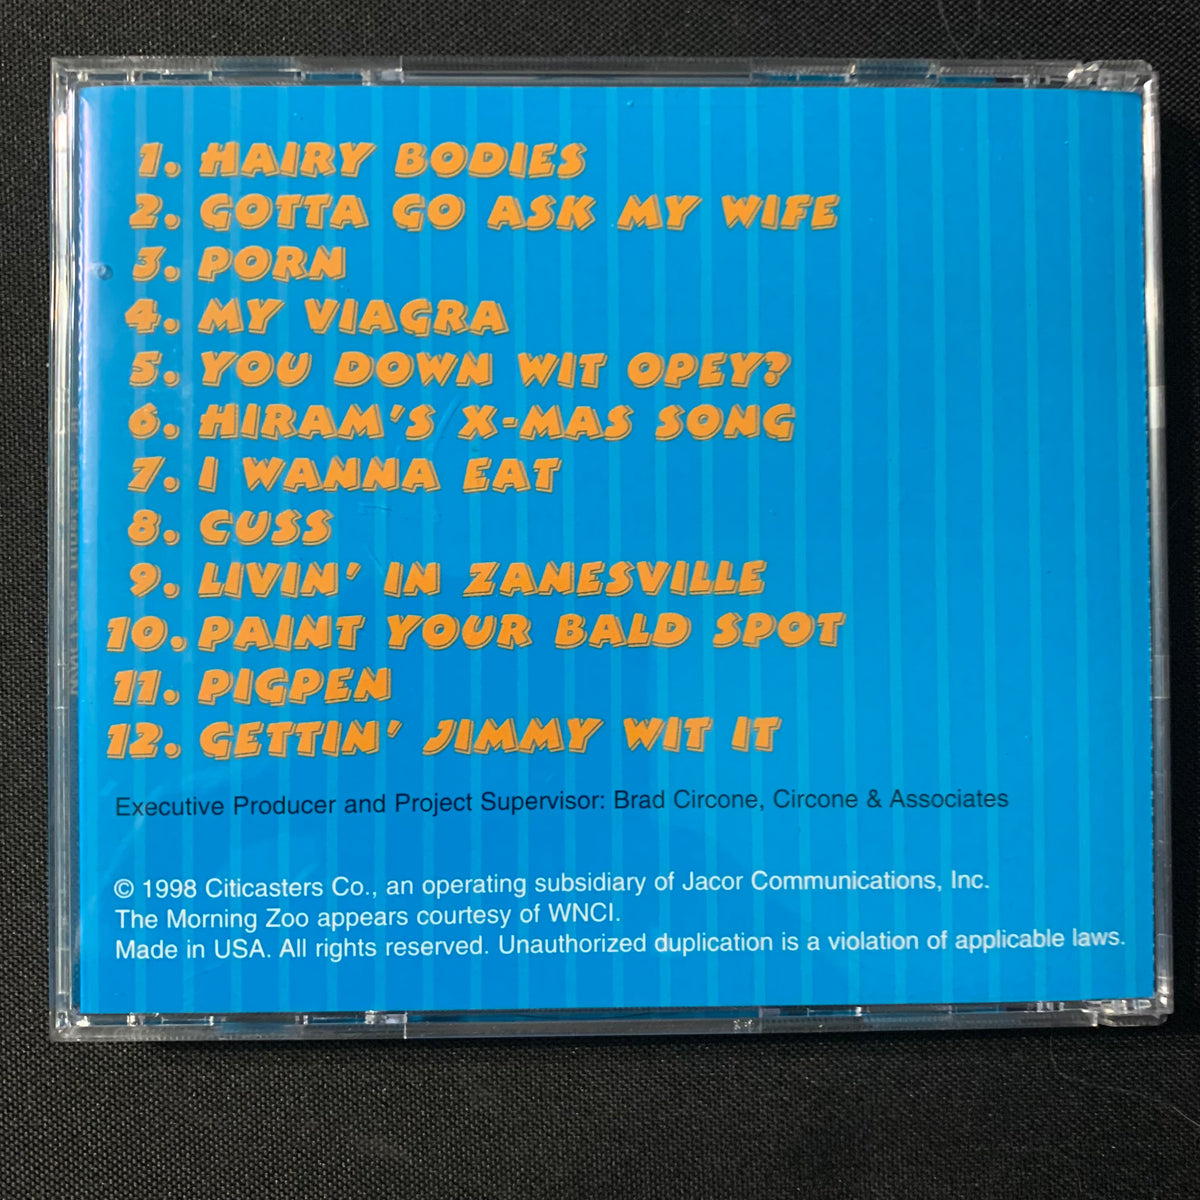 1. HAIRY BODIES
2. GOTTA GO ASK MY WIFE
3. PORN
4. MY VIAGRA
5. YOU DOWN WIT OPEY?
6. HIRAM'S X-MAS SONG
7. I WANNA EAT
8. CUSS
9. LIVIN' IN ZANESVILLE
10. PAINT YOUR BALD SPOT
11. PIGPEN
12. GETTIN' JIMMY WIT IT
Executive Producer and Project Supervisor: Brad Circone, Circone & Associates
© 1998 Citicasters Co., an operating subsidiary of Jacor Communications, Inc.
The Morning Zoo appears courtesy of WNCI.
Made in USA. All rights reserved. Unauthorized duplication is a violation of applicable laws.